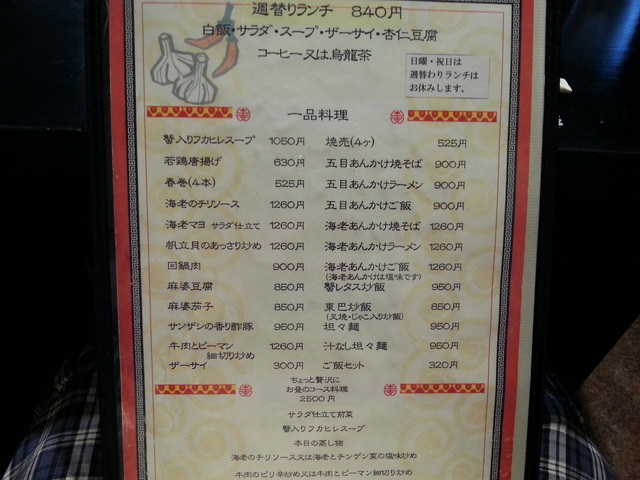 週替りランチ 840円
白飯・サラダ・スープ・ザーサイ・杏仁豆腐
コーヒー又は烏龍茶
日曜・祝日は
週替わりランチは
お休みします。
一品料理
蟹入りフカヒレスープ 1050円
若鶏唐揚げ 630円
春巻(4本) 525円
海老のチリソース 1260円
海老マヨ サラダ仕立て 1260円
帆立貝のあっさり炒め 1260円
回鍋肉 900円
麻婆豆腐 850円
麻婆茄子 850円
サンザシの香り酢豚 950円
牛肉とピーマン 1260円
細切り炒め
ザーサイ 300円
焼売(4ヶ) 525円
五目あんかけ焼そば 900円
五目あんかけラーメン 900円
五目あんかけご飯 900円
海老あんかけ焼そば 1260円
海老あんかけラーメン 1260円
海老あんかけご飯 1260円
(海老あんかけは塩味です)
蟹レタス炒飯 950円
東巴炒飯 850円
(叉焼・じゃこ入り炒飯)
坦々麺 950円
汁なし坦々麺 950円
ご飯セット 320円
ちょっと贅沢に
お昼のコース料理
2500円
サラダ仕立て前菜
蟹入りフカヒレスープ
本日の蒸し物
海老のチリソース又は海老とチンゲン菜の塩味炒め
牛肉のピリ辛炒め又は牛肉とピーマン細切り炒め